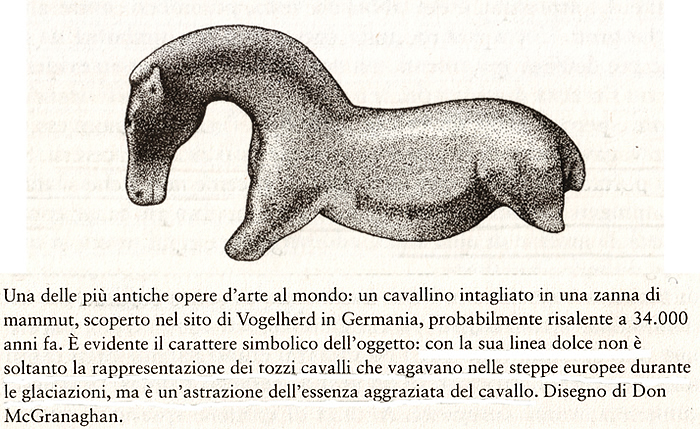 Una delle più antiche opere d'arte al mondo: un cavallino intagliato in una zanna di
mammut, scoperto nel sito di Vogelherd in Germania, probabilmente risalente a 34.000
anni fa. È evidente il carattere simbolico dell'oggetto: con la sua linea dolce non è
soltanto la rappresentazione dei tozzi cavalli che vagavano nelle steppe europee durante
le glaciazioni, ma è un'astrazione dell'essenza aggraziata del cavallo. Disegno di Don
McGranaghan.